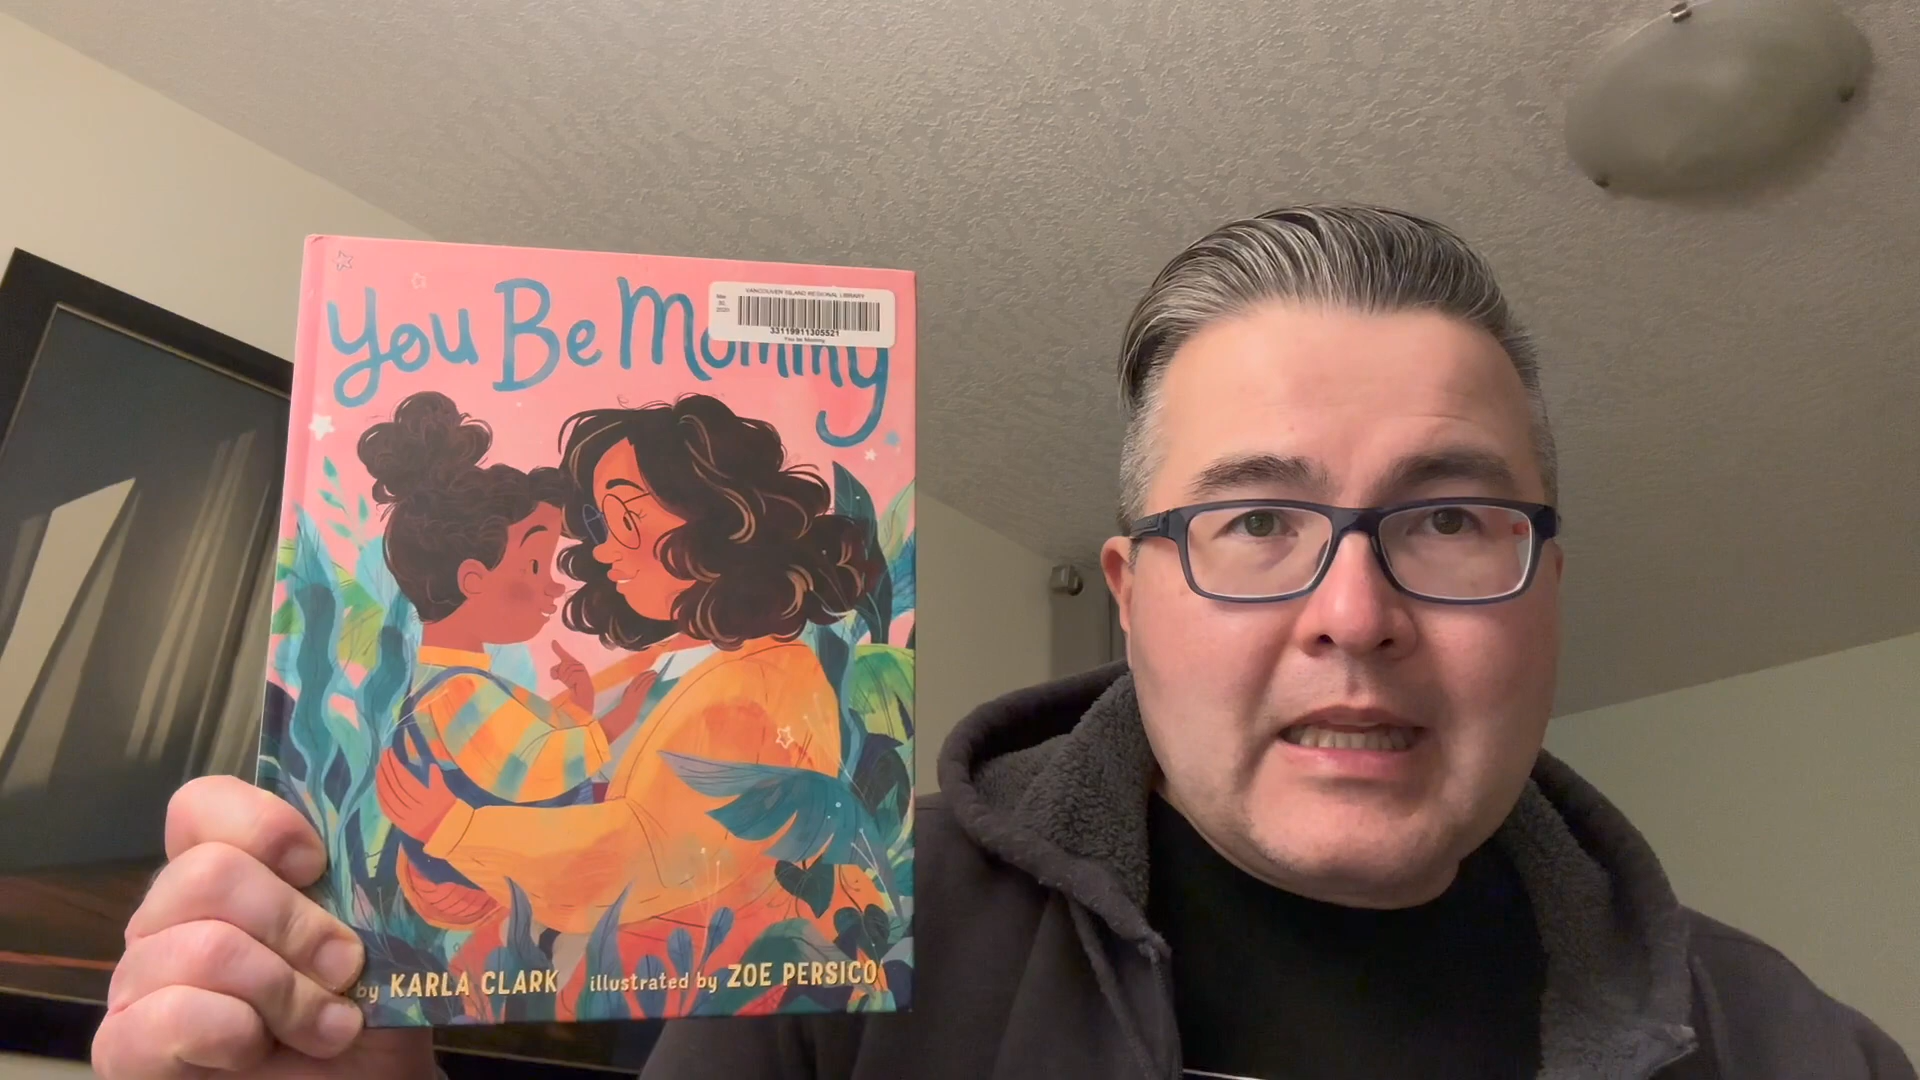 You Be Mommy
VANCOUVER ISLAND REGIONAL LIBRARY
33119911305521
You be Mommy
by KARLA CLARK illustrated by ZOE PERSICO